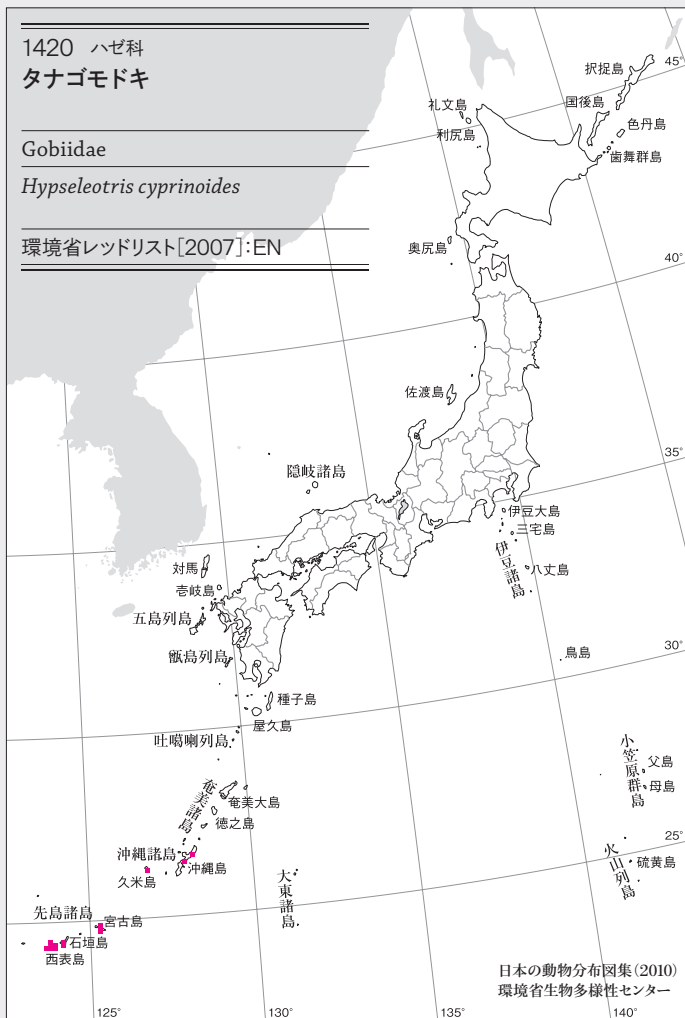 1420 ハゼ科
タナゴモドキ
Gobiidae
Hypseleotris cyprinoides
環境省レッドリスト[2007]:EN
択捉島
45°
国後島
礼文島
色丹島
利尻島
歯舞群島
奥尻島
40°
佐渡島
35°
隠岐諸島
伊豆大島
三宅島
伊豆諸島
八丈島
対馬
壱岐島
五島列島
甑島列島
鳥島
30°
種子島
屋久島
吐噶喇列島
小笠原群島
父島
母島
奄美諸島
奄美大島
徳之島
25°
沖縄諸島
沖縄島
久米島
火山列島
硫黄島
大東諸島
先島諸島
宮古島
石垣島
西表島
日本の動物分布図集(2010)
環境省生物多様性センター
125°
130°
135°
140°